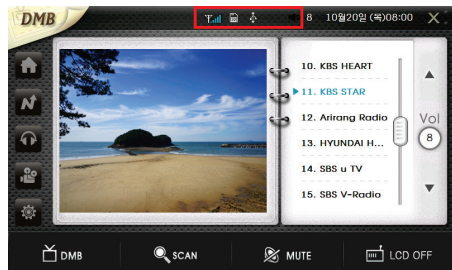 DMB
8 10월20일 (목)08:00 X
10. KBS HEART
11. KBS STAR
12. Arirang Radio
13. HYUNDAI H...
14. SBS u TV
15. SBS V-Radio
Vol
8
DMB
SCAN
MUTE
LCD OFF